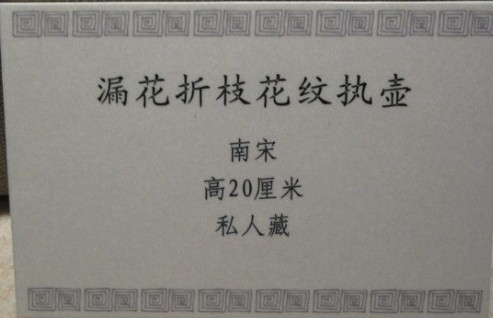 漏花折枝花纹执壶
南宋
高20厘米
私人藏